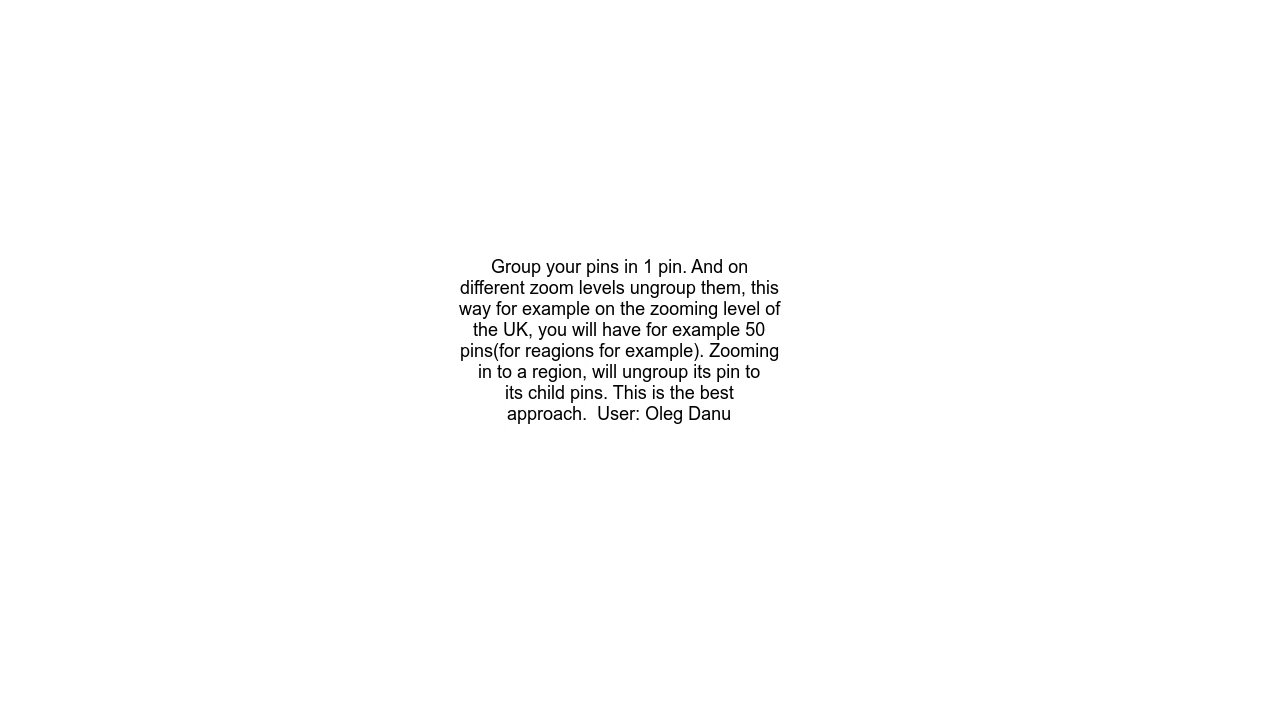 Group your pins in 1 pin. And on
different zoom levels ungroup them, this
way for example on the zooming level of
the UK, you will have for example 50
pins(for reagions for example). Zooming
in to a region, will ungroup its pin to
its child pins. This is the best
approach.  User: Oleg Danu